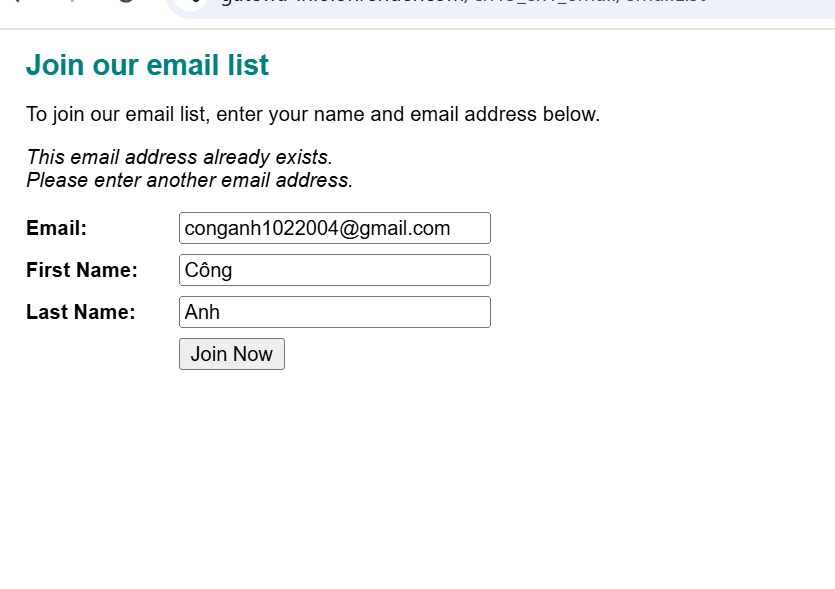 Join our email list
To join our email list, enter your name and email address below.
This email address already exists.
Please enter another email address.
Email: conganh1022004@gmail.com
First Name: Công
Last Name: Anh
Join Now